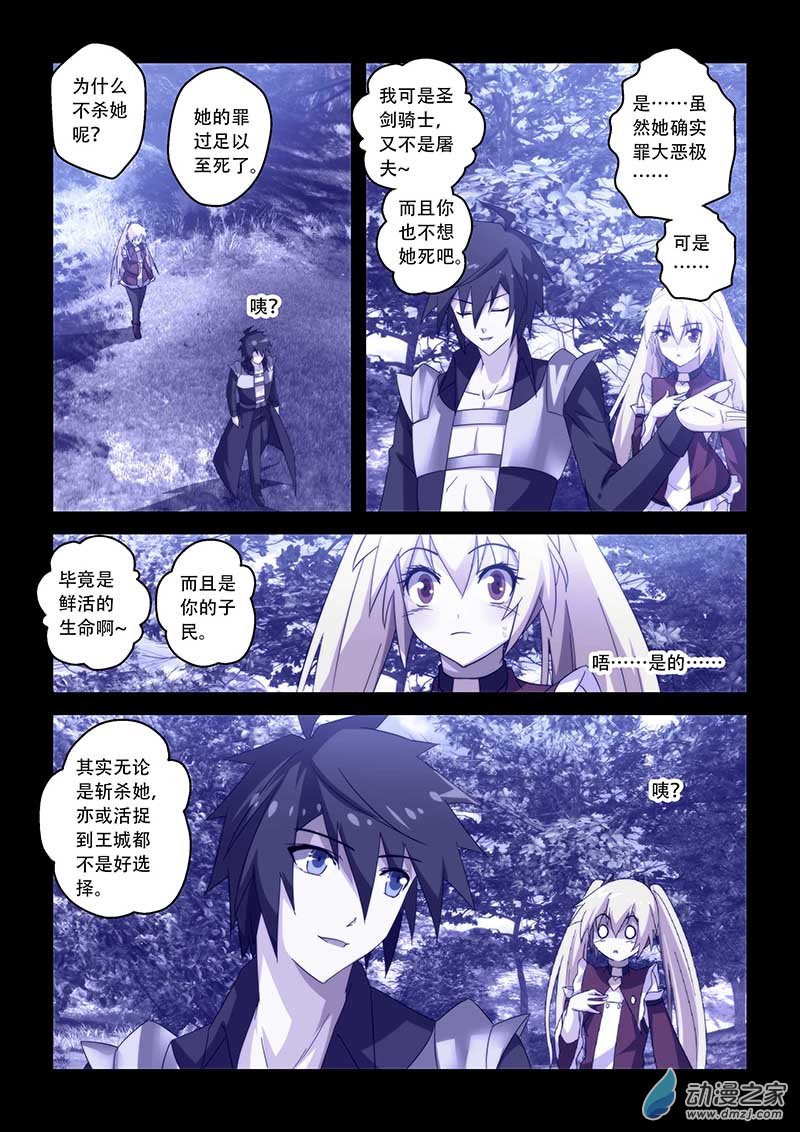 为什么
不杀她
呢？
她的罪
过足以
至死了。
咦？
我可是圣
剑骑士，
又不是屠
夫~
而且你
也不想
她死吧。
是……虽
然她确实
罪大恶极
……
可是
……
毕竟是
鲜活的
生命啊~
而且是
你的子
民。
唔……是的……
其实无论
是斩杀她，
亦或活捉
到王城都
不是好选
择。
咦？
动漫之家
www.dmzj.com